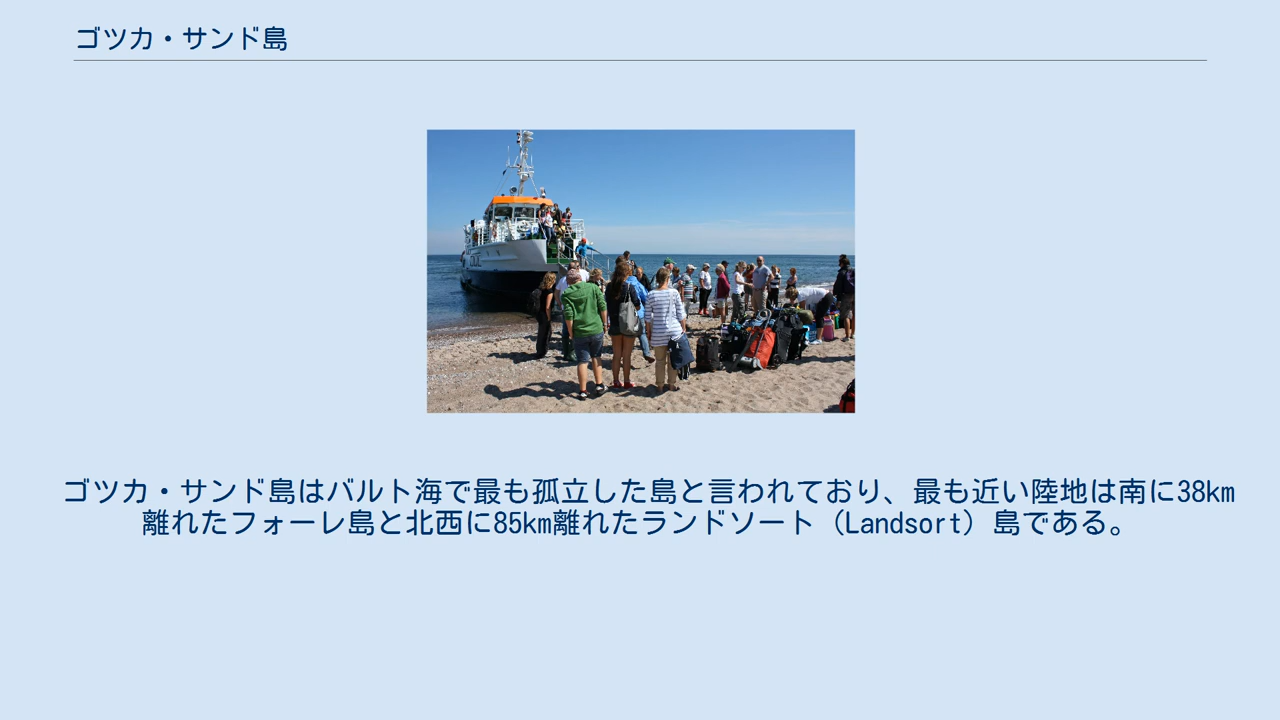 ゴツカ・サンド島
ゴツカ・サンド島はバルト海で最も孤立した島と言われており、最も近い陸地は南に38km
離れたフォーレ島と北西に85km離れたランドソート（Landsort）島である。